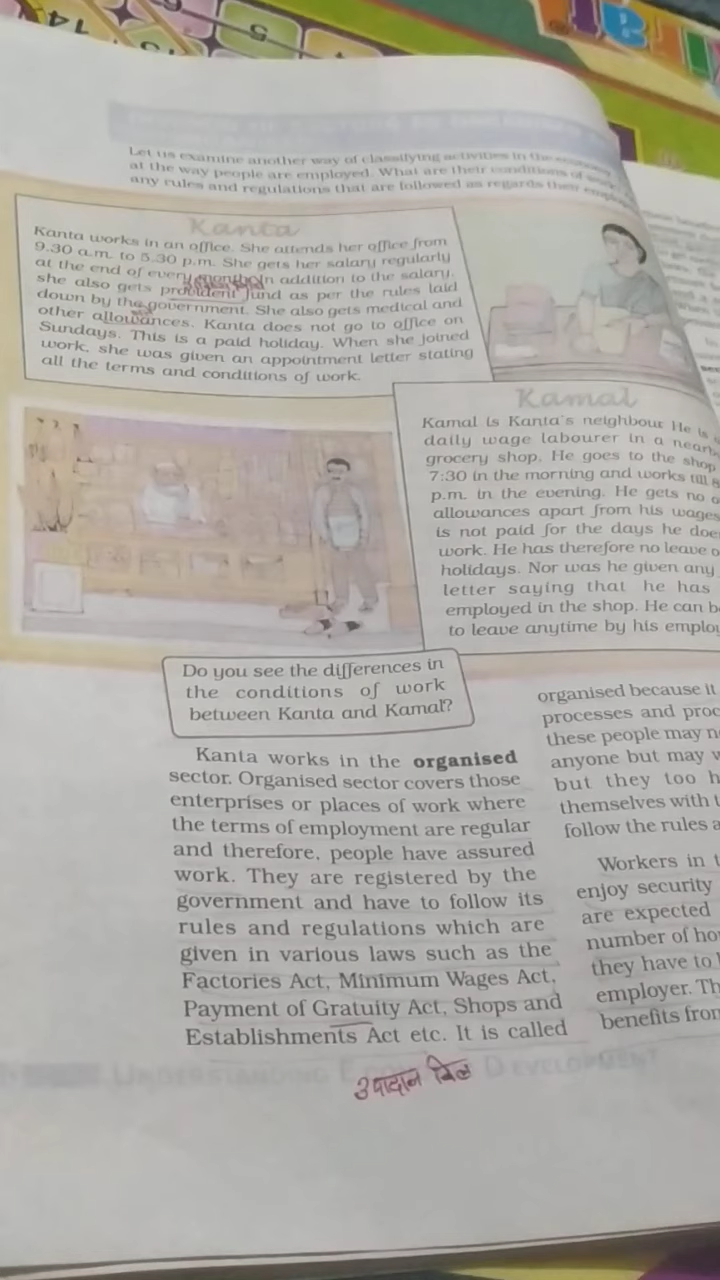 Let us examine another way of classifying activities in the
at the way people are employed. What are their conditions of
any rules and regulations that are followed as regards their
Kanta
Kanta works in an office. She attends her office from
9.30 a.m. to 5.30 p.m. She gets her salary regularly
at the end of every In addition to the salary,
she also gets provident fund as per the rules laid
down by the government. She also gets medical and
other allowances. Kanta does not go to office on
Sundays. This is a paid holiday. When she joined
work, she was given an appointment letter stating
all the terms and conditions of work.
Kamal
Kamal is Kanta's neighbour He is
daily wage labourer in a
grocery shop. He goes to the shop
7:30 in the morning and works till
p.m. in the evening. He gets no
allowances apart from his wages
is not paid for the days he
work. He has therefore no leave
holidays. Nor was he given any
letter saying that he has
employed in the shop. He can
to leave anytime by his
Do you see the differences in
the conditions of work
between Kanta and Kamal?
Kanta works in the organised
sector. Organised sector covers those
enterprises or places of work where
the terms of employment are regular
and therefore, people have assured
work. They are registered by the
government and have to follow its
rules and regulations which are
given in various laws such as the
Factories Act, Minimum Wages Act,
Payment of Gratuity Act, Shops and
Establishments Act etc. It is called
organised because it
processes and
these people may
anyone but may
but they too
themselves with
follow the rules
Workers in
enjoy security
are expected
number of
they have to
employer.
benefits
UNDERSTANDING DEVELOPMENT
14
5